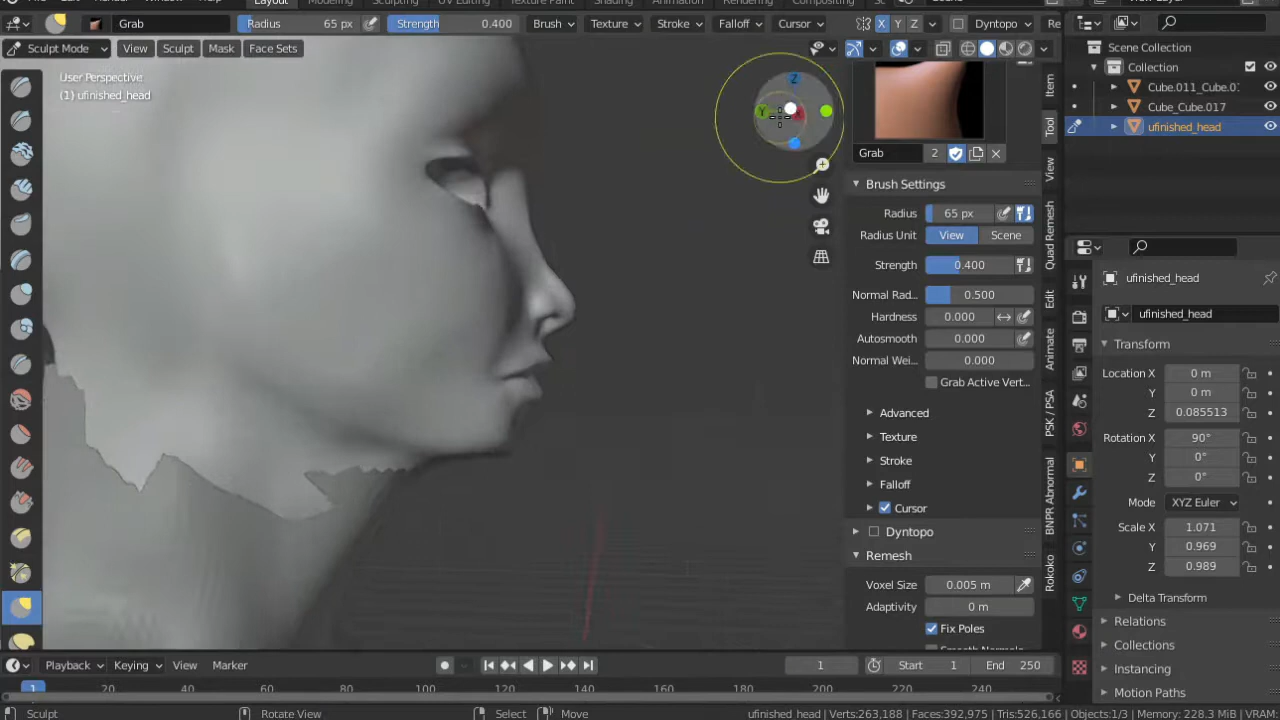 Layout Modeling Sculpting UV Editing Texture Paint Shading Animation Rendering Compositing
Grab Radius 65 px Strength 0.400 Brush Texture Stroke Falloff Cursor X Y Z Dyntopo Re
Sculpt Mode View Sculpt Mask Face Sets
User Perspective
(1) ufinished_head
Z
Y X
Grab 2
Brush Settings
Radius 65 px
Radius Unit View Scene
Strength 0.400
Normal Rad... 0.500
Hardness 0.000
Autosmooth 0.000
Normal Wei... 0.000
Grab Active Vert...
Advanced
Texture
Stroke
Falloff
Cursor
Dyntopo
Remesh
Voxel Size 0.005 m
Adaptivity 0 m
Fix Poles
Item
Tool
View
Quad Remesh
Edit
Animate
PSK / PSA
BNPR Abnormal
Rokoko
Scene Collection
Collection
Cube.011_Cube.0
Cube_Cube.017
ufinished_head
ufinished_head
ufinished_head
Transform
Location X 0 m
Y 0 m
Z 0.085513
Rotation X 90°
Y 0°
Z 0°
Mode XYZ Euler
Scale X 1.071
Y 0.969
Z 0.989
Delta Transform
Relations
Collections
Instancing
Motion Paths
Playback Keying View Marker 1 Start 1 End 250
1 20 40 60 80 100 120 140 160 180 200 220 240
Sculpt Rotate View Select Move ufinished_head | Verts:263,188 | Faces:392,975 | Tris:526,166 | Objects:1/3 | Memory: 228.3 MiB | VRAM: